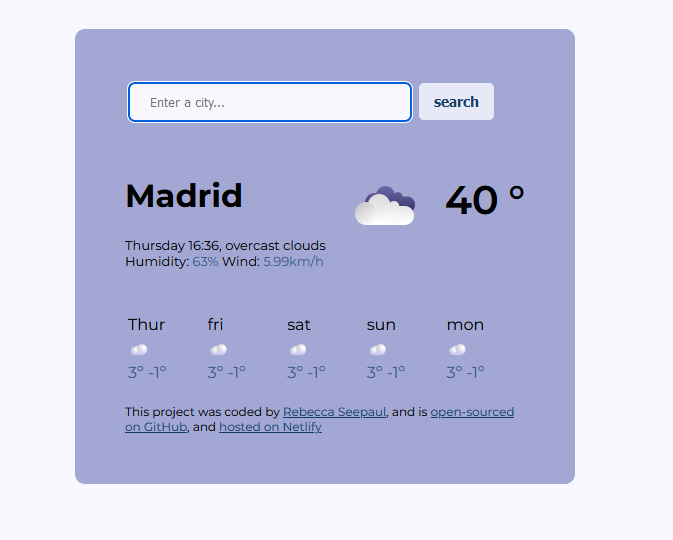 Enter a city...
search
Madrid
40 °
Thursday 16:36, overcast clouds
Humidity: 63% Wind: 5.99km/h
Thur fri sat sun mon
3° -1° 3° -1° 3° -1° 3° -1° 3° -1°
This project was coded by Rebecca Seepaul, and is open-sourced
on GitHub, and hosted on Netlify